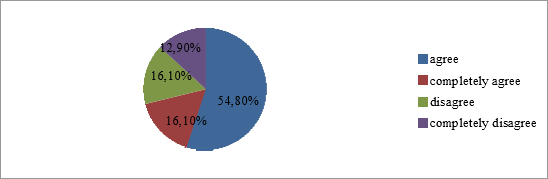 12,90%
16,10%
54,80%
16,10%
agree
completely agree
disagree
completely disagree